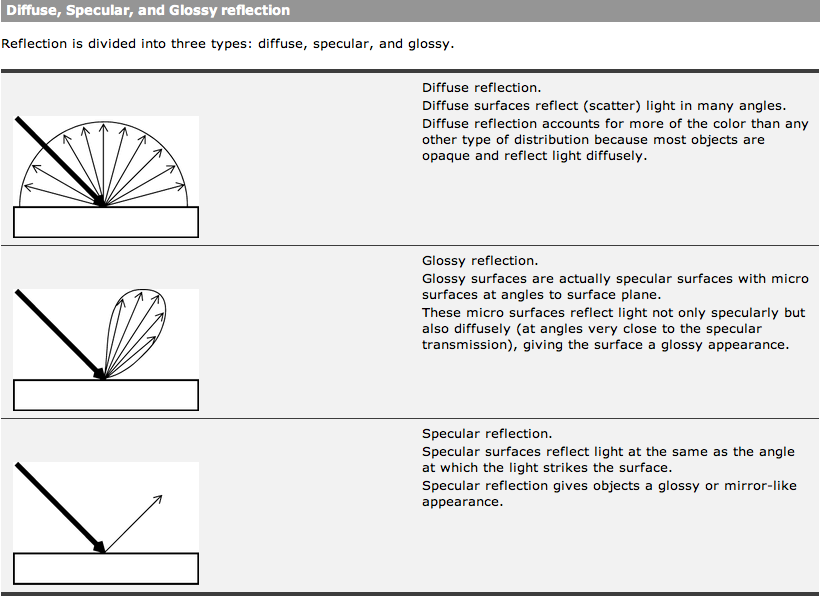 Diffuse, Specular, and Glossy reflection
Reflection is divided into three types: diffuse, specular, and glossy.
Diffuse reflection.
Diffuse surfaces reflect (scatter) light in many angles.
Diffuse reflection accounts for more of the color than any
other type of distribution because most objects are
opaque and reflect light diffusely.
Glossy reflection.
Glossy surfaces are actually specular surfaces with micro
surfaces at angles to surface plane.
These micro surfaces reflect light not only specularly but
also diffusely (at angles very close to the specular
transmission), giving the surface a glossy appearance.
Specular reflection.
Specular surfaces reflect light at the same as the angle
at which the light strikes the surface.
Specular reflection gives objects a glossy or mirror-like
appearance.